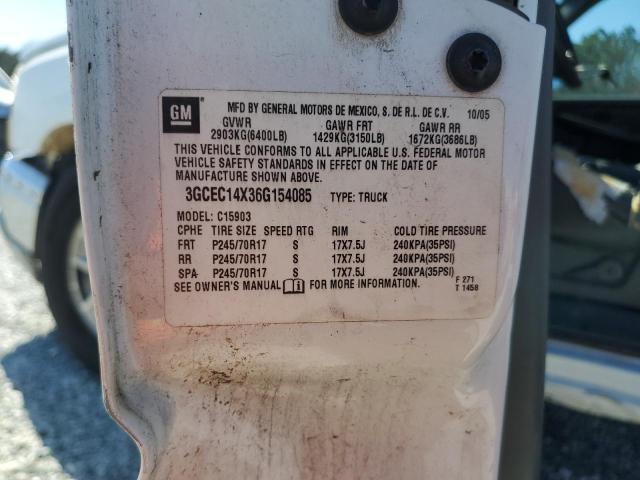 GM
MFD BY GENERAL MOTORS DE MEXICO, S. DE R.L. DE C.V. 10/05
GVWR GAWR FRT GAWR RR
2903KG(6400LB) 1429KG(3150LB) 1672KG(3686LB)
THIS VEHICLE CONFORMS TO ALL APPLICABLE U.S. FEDERAL MOTOR
VEHICLE SAFETY STANDARDS IN EFFECT ON THE DATE OF
MANUFACTURE SHOWN ABOVE.
3GCEC14X36G154085 TYPE: TRUCK
MODEL: C15903
CPHE TIRE SIZE SPEED RTG RIM COLD TIRE PRESSURE
FRT P245/70R17 S 17X7.5J 240KPA(35PSI)
RR P245/70R17 S 17X7.5J 240KPA(35PSI)
SPA P245/70R17 S 17X7.5J 240KPA(35PSI)
SEE OWNER'S MANUAL FOR MORE INFORMATION.
F 271
T 1458